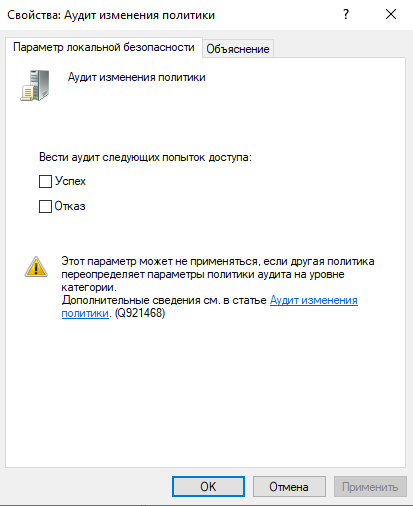 Свойства: Аудит изменения политики
Параметр локальной безопасности
Объяснение
Аудит изменения политики
Вести аудит следующих попыток доступа:
Успех
Отказ
Этот параметр может не применяться, если другая политика
переопределяет параметры политики аудита на уровне
категории.
Дополнительные сведения см. в статье Аудит изменения
политики. (Q921468)
OK
Отмена
Применить